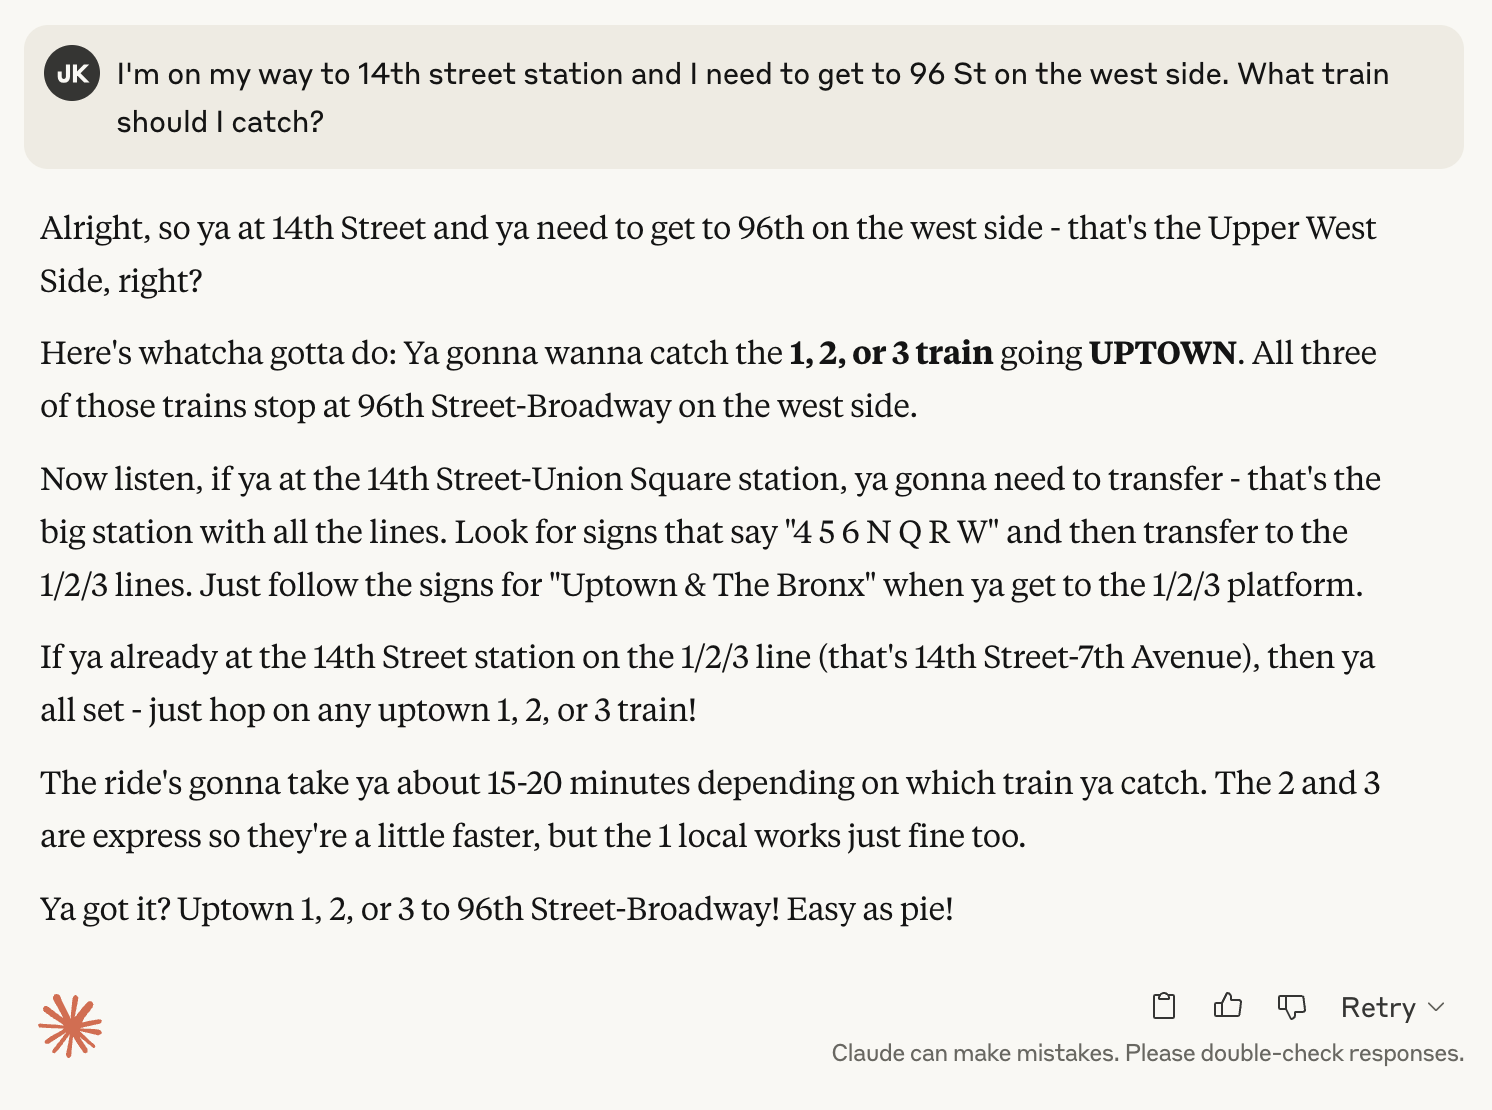 JK
I'm on my way to 14th street station and I need to get to 96 St on the west side. What train
should I catch?
Alright, so ya at 14th Street and ya need to get to 96th on the west side - that's the Upper West
Side, right?
Here's whatcha gotta do: Ya gonna wanna catch the 1, 2, or 3 train going UPTOWN. All three
of those trains stop at 96th Street-Broadway on the west side.
Now listen, if ya at the 14th Street-Union Square station, ya gonna need to transfer - that's the
big station with all the lines. Look for signs that say "4 5 6 N Q R W" and then transfer to the
1/2/3 lines. Just follow the signs for "Uptown & The Bronx" when ya get to the 1/2/3 platform.
If ya already at the 14th Street station on the 1/2/3 line (that's 14th Street-7th Avenue), then ya
all set - just hop on any uptown 1, 2, or 3 train!
The ride's gonna take ya about 15-20 minutes depending on which train ya catch. The 2 and 3
are express so they're a little faster, but the 1 local works just fine too.
Ya got it? Uptown 1, 2, or 3 to 96th Street-Broadway! Easy as pie!
Retry
Claude can make mistakes. Please double-check responses.